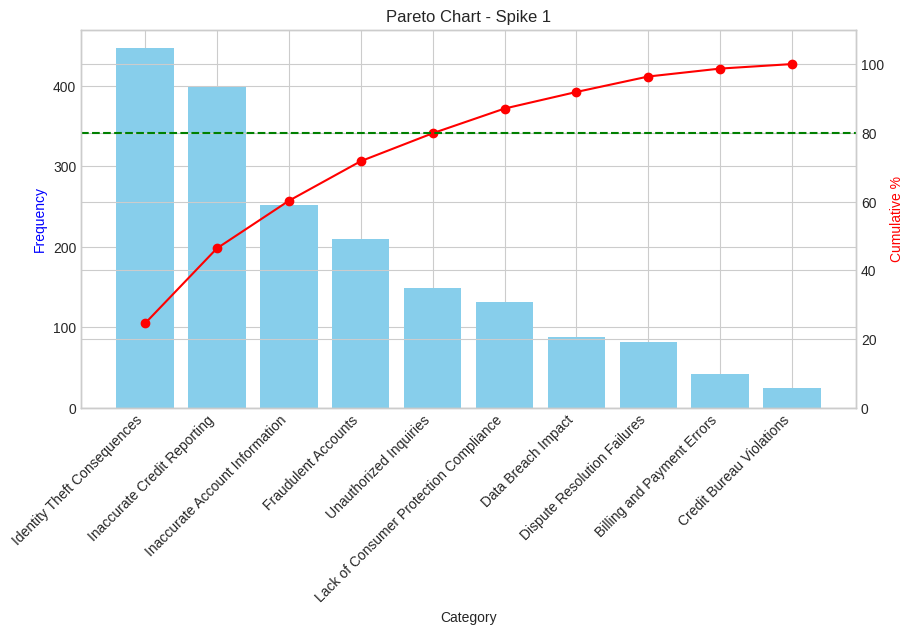 Pareto Chart - Spike 1
Frequency
400
300
200
100
0
100
80
60
40
20
0
Cumulative %
Identity Theft Consequences
Inaccurate Credit Reporting
Inaccurate Account Information
Fraudulent Accounts
Unauthorized Inquiries
Lack of Consumer Protection Compliance
Data Breach Impact
Dispute Resolution Failures
Billing and Payment Errors
Credit Bureau Violations
Category